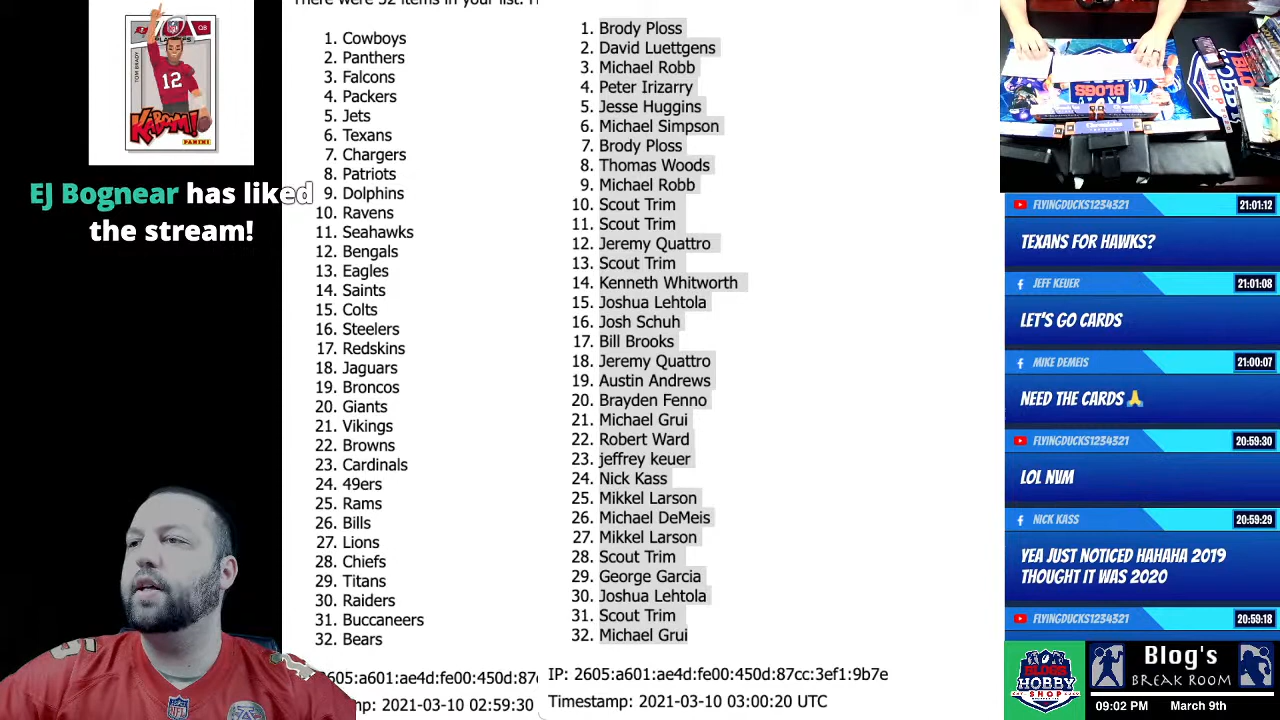 There were 32 items in your list.
1. Cowboys
2. Panthers
3. Falcons
4. Packers
5. Jets
6. Texans
7. Chargers
8. Patriots
9. Dolphins
10. Ravens
11. Seahawks
12. Bengals
13. Eagles
14. Saints
15. Colts
16. Steelers
17. Redskins
18. Jaguars
19. Broncos
20. Giants
21. Vikings
22. Browns
23. Cardinals
24. 49ers
25. Rams
26. Bills
27. Lions
28. Chiefs
29. Titans
30. Raiders
31. Buccaneers
32. Bears
2605:a601:ae4d:fe00:450d:87
mp: 2021-03-10 02:59:30
1. Brody Ploss
2. David Luettgens
3. Michael Robb
4. Peter Irizarry
5. Jesse Huggins
6. Michael Simpson
7. Brody Ploss
8. Thomas Woods
9. Michael Robb
10. Scout Trim
11. Scout Trim
12. Jeremy Quattro
13. Scout Trim
14. Kenneth Whitworth
15. Joshua Lehtola
16. Josh Schuh
17. Bill Brooks
18. Jeremy Quattro
19. Austin Andrews
20. Brayden Fenno
21. Michael Grui
22. Robert Ward
23. jeffrey keuer
24. Nick Kass
25. Mikkel Larson
26. Michael DeMeis
27. Mikkel Larson
28. Scout Trim
29. George Garcia
30. Joshua Lehtola
31. Scout Trim
32. Michael Grui
IP: 2605:a601:ae4d:fe00:450d:87cc:3ef1:9b7e
Timestamp: 2021-03-10 03:00:20 UTC
QB
TOM BRADY
12
KABOOM!
PANINI
EJ Bognear has liked
the stream!
BLOGS
FLYINGDUCKS1234321 21:01:12
TEXANS FOR HAWKS?
JEFF KEUER 21:01:08
LET'S GO CARDS
MIKE DEMEIS 21:00:07
NEED THE CARDS 🙏
FLYINGDUCKS1234321 20:59:30
LOL NVM
NICK KASS 20:59:29
YEA JUST NOTICED HAHAHA 2019
THOUGHT IT WAS 2020
FLYINGDUCKS1234321 20:59:18
BLOGS
HOBBY
SHOP
Blog's
BREAK ROOM
09:02 PM March 9th